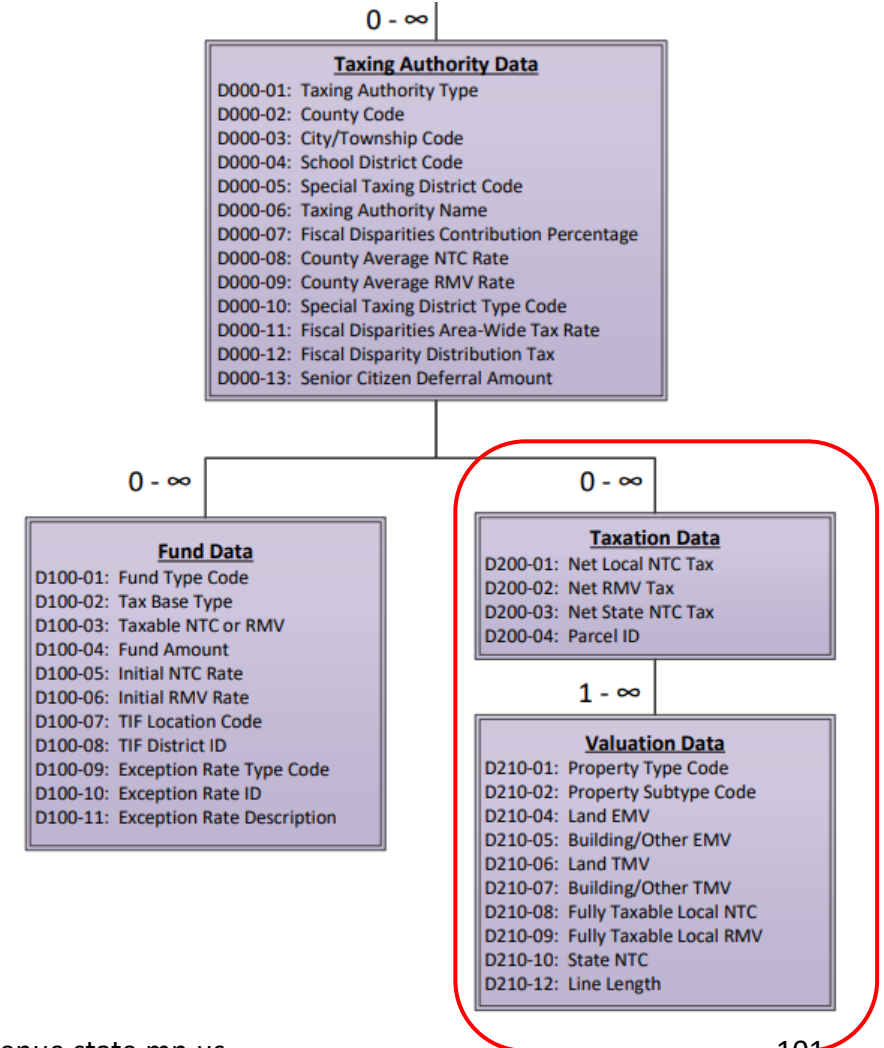 0 - ∞
Taxing Authority Data
D000-01: Taxing Authority Type
D000-02: County Code
D000-03: City/Township Code
D000-04: School District Code
D000-05: Special Taxing District Code
D000-06: Taxing Authority Name
D000-07: Fiscal Disparities Contribution Percentage
D000-08: County Average NTC Rate
D000-09: County Average RMV Rate
D000-10: Special Taxing District Type Code
D000-11: Fiscal Disparities Area-Wide Tax Rate
D000-12: Fiscal Disparity Distribution Tax
D000-13: Senior Citizen Deferral Amount
0 - ∞
Fund Data
D100-01: Fund Type Code
D100-02: Tax Base Type
D100-03: Taxable NTC or RMV
D100-04: Fund Amount
D100-05: Initial NTC Rate
D100-06: Initial RMV Rate
D100-07: TIF Location Code
D100-08: TIF District ID
D100-09: Exception Rate Type Code
D100-10: Exception Rate ID
D100-11: Exception Rate Description
0 - ∞
Taxation Data
D200-01: Net Local NTC Tax
D200-02: Net RMV Tax
D200-03: Net State NTC Tax
D200-04: Parcel ID
1 - ∞
Valuation Data
D210-01: Property Type Code
D210-02: Property Subtype Code
D210-04: Land EMV
D210-05: Building/Other EMV
D210-06: Land TMV
D210-07: Building/Other TMV
D210-08: Fully Taxable Local NTC
D210-09: Fully Taxable Local RMV
D210-10: State NTC
D210-12: Line Length